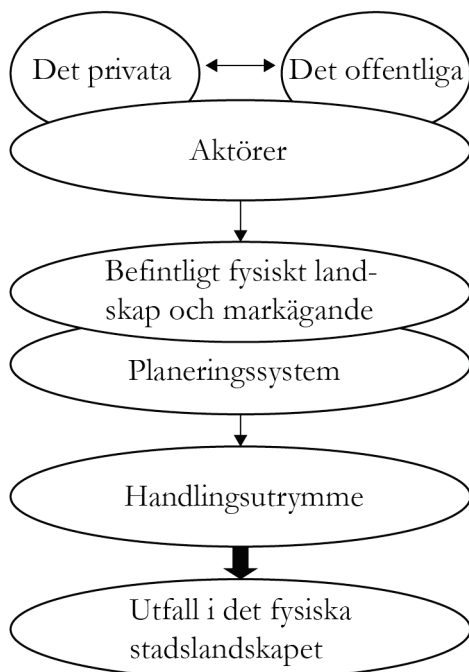 Det privata
Det offentliga
Aktörer
Befintligt fysiskt land-
skap och markägande
Planeringssystem
Handlingsutrymme
Utfall i det fysiska
stadslandskapet